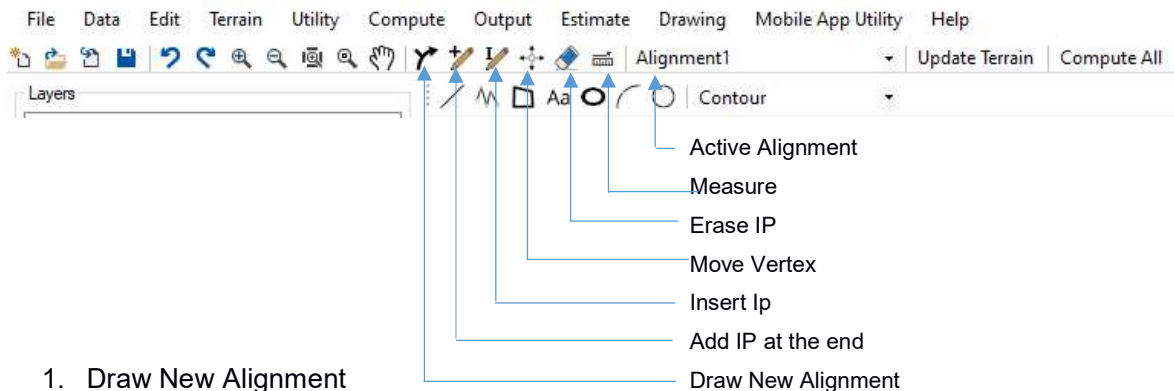 File Data Edit Terrain Utility Compute Output Estimate Drawing Mobile App Utility Help
Alignment1 Update Terrain Compute All
Layers Aa Contour
Active Alignment
Measure
Erase IP
Move Vertex
Insert Ip
Add IP at the end
1. Draw New Alignment Draw New Alignment